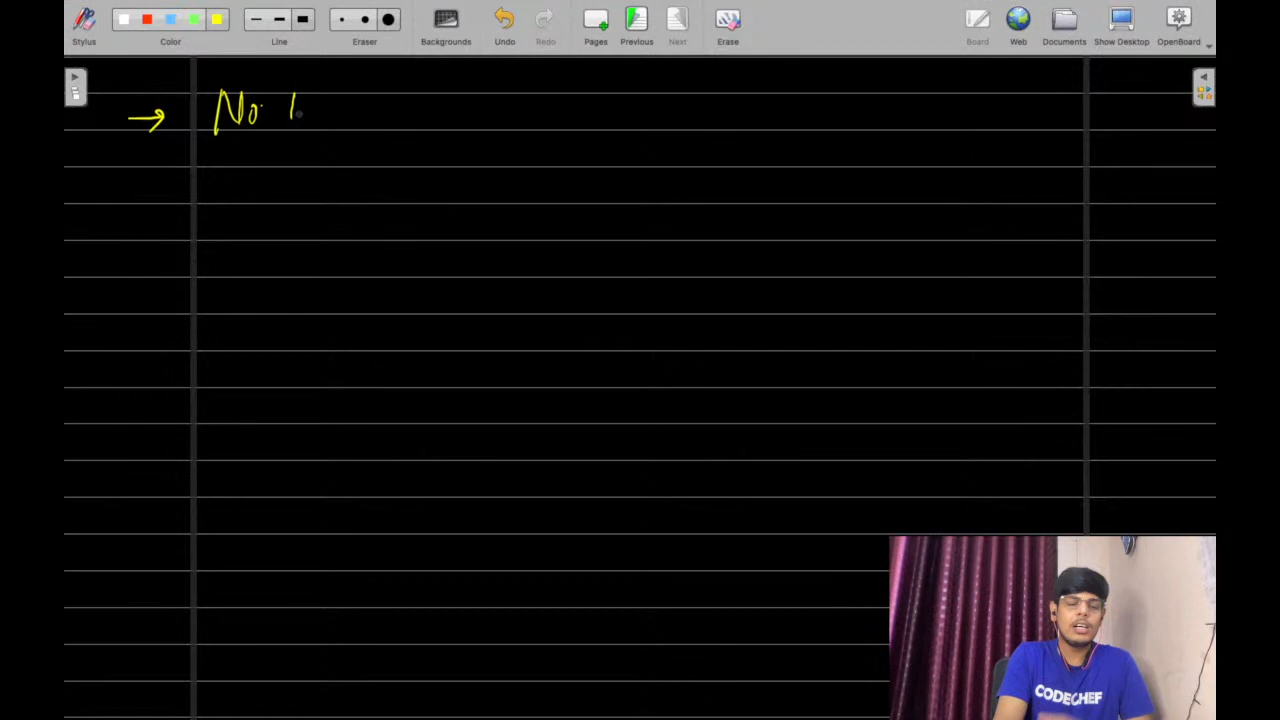 Stylus
Color
Line
Eraser
Backgrounds
Undo
Redo
Pages
Previous
Next
Erase
Board
Web
Documents
Show Desktop
OpenBoard
→ No
CODECHEF